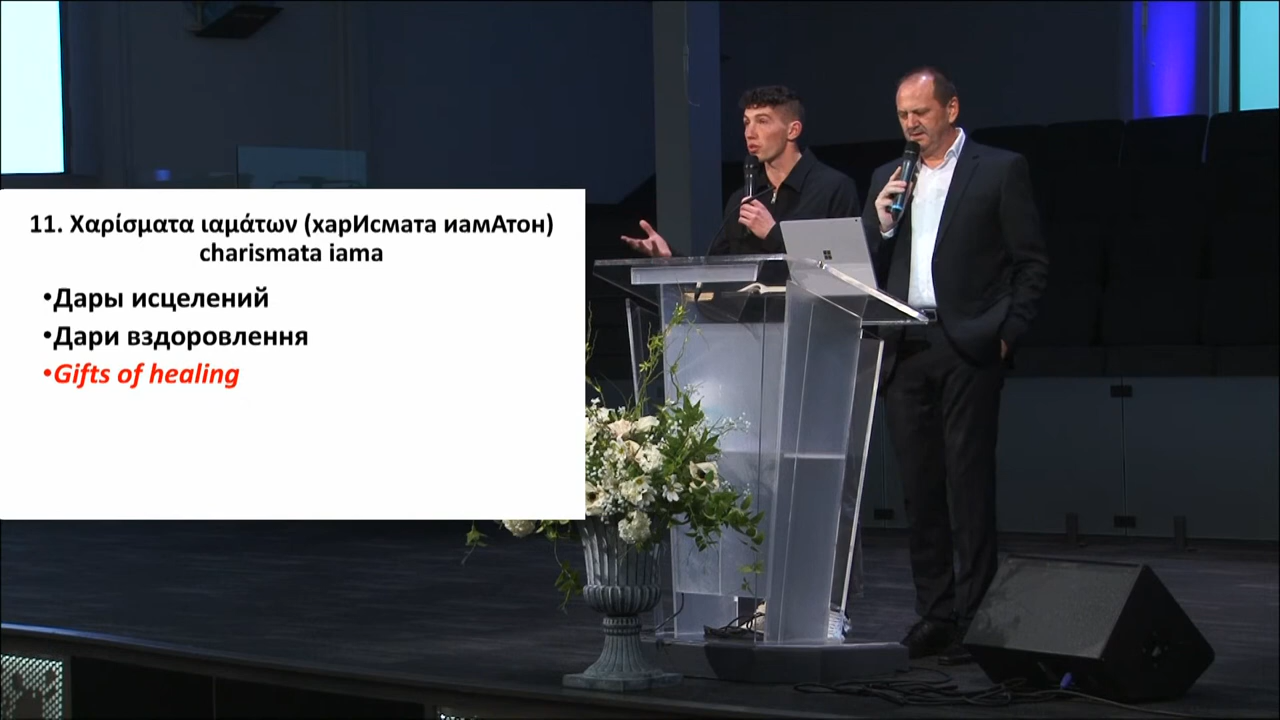 11. Χαρίσματα ιαμάτων (харИсмата иамАтон)
charismata iama
•Дары исцелений
•Дари вздоровлення
•Gifts of healing